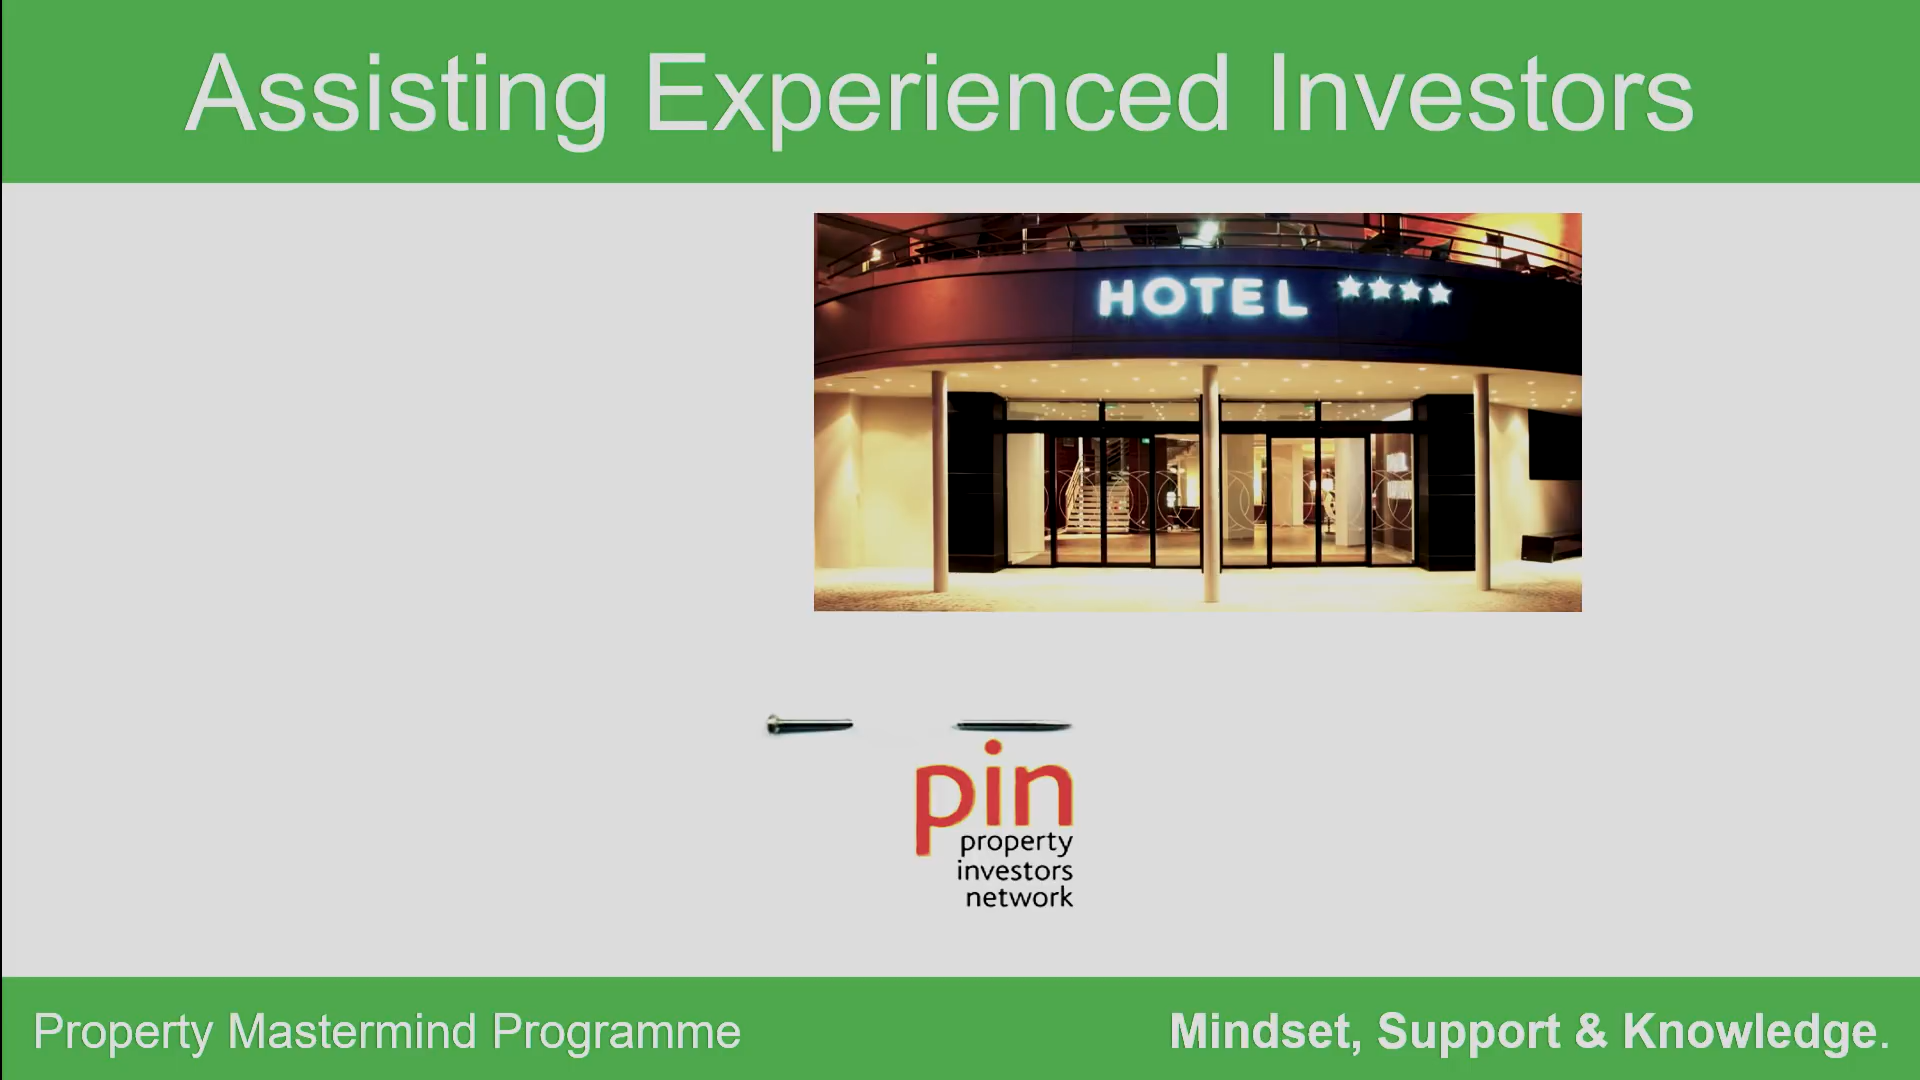 Assisting Experienced Investors
HOTEL ★★★★
pin
property
investors
network
Property Mastermind Programme
Mindset, Support & Knowledge.